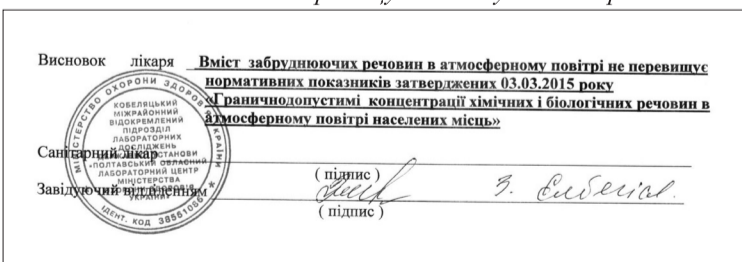 Висновок лікаря Вміст забруднюючих речовин в атмосферному повітрі не перевищує
нормативних показників затверджених 03.03.2015 року
«Граничнодопустимі концентрації хімічних і біологічних речовин в
атмосферному повітрі населених місць»
МІНІСТЕРСТВО ОХОРОНИ ЗДОРОВ'Я УКРАЇНИ
КОБЕЛЯЦЬКИЙ
МІЖРАЙОННИЙ
ВІДОКРЕМЛЕНИЙ
ПІДРОЗДІЛ
ЛАБОРАТОРНИХ
ДОСЛІДЖЕНЬ
ДЕРЖАВНОЇ УСТАНОВИ
«ПОЛТАВСЬКИЙ ОБЛАСНИЙ
ЛАБОРАТОРНИЙ ЦЕНТР
МІНІСТЕРСТВА
ОХОРОНИ ЗДОРОВ'Я
УКРАЇНИ»
ІДЕНТ. КОД
Санітарний лікар
( підпис )
Завідуючий відділенням З.
( підпис )